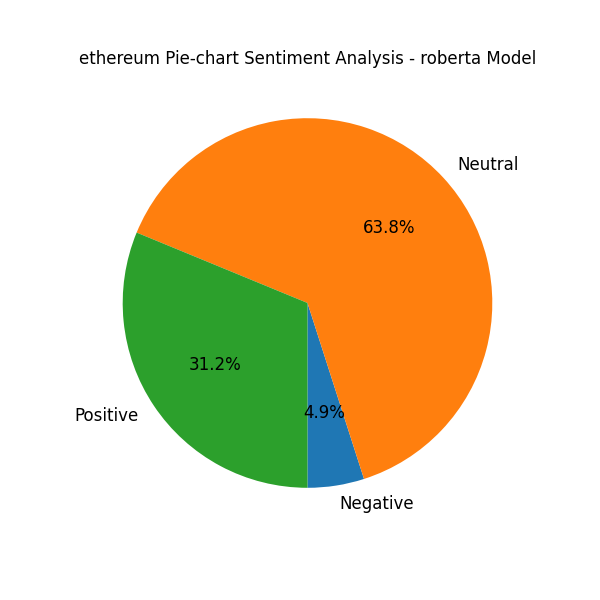 ethereum Pie-chart Sentiment Analysis - roberta Model
Neutral
63.8%
31.2%
4.9%
Positive
Negative